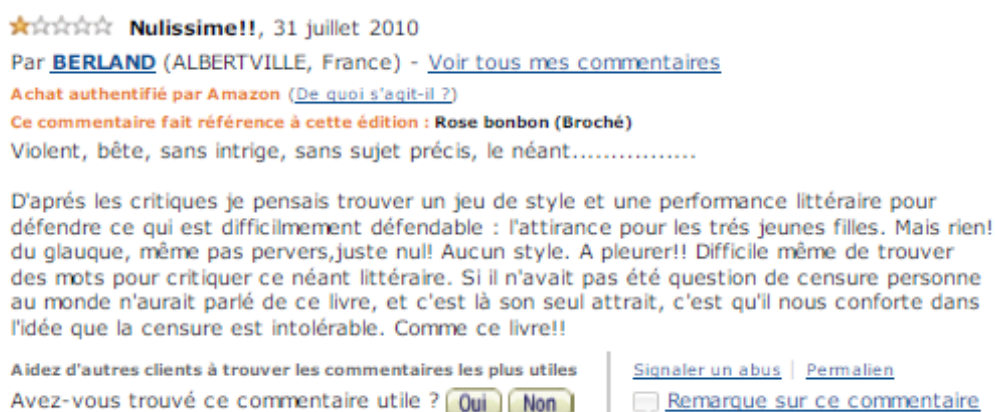 Nulissime!!, 31 juillet 2010
Par BERLAND (ALBERTVILLE, France) - Voir tous mes commentaires
Achat authentifié par Amazon (De quoi s'agit-il ?)
Ce commentaire fait référence à cette édition : Rose bonbon (Broché)
Violent, bête, sans intrige, sans sujet précis, le néant.................
D'aprés les critiques je pensais trouver un jeu de style et une performance littéraire pour
défendre ce qui est difficilmement défendable : l'attirance pour les trés jeunes filles. Mais rien!
du glauque, même pas pervers,juste nul! Aucun style. A pleurer!! Difficile même de trouver
des mots pour critiquer ce néant littéraire. Si il n'avait pas été question de censure personne
au monde n'aurait parlé de ce livre, et c'est là son seul attrait, c'est qu'il nous conforte dans
l'idée que la censure est intolérable. Comme ce livre!!
Aidez d'autres clients à trouver les commentaires les plus utiles
Avez-vous trouvé ce commentaire utile ? Oui Non
Signaler un abus | Permalien
Remarque sur ce commentaire